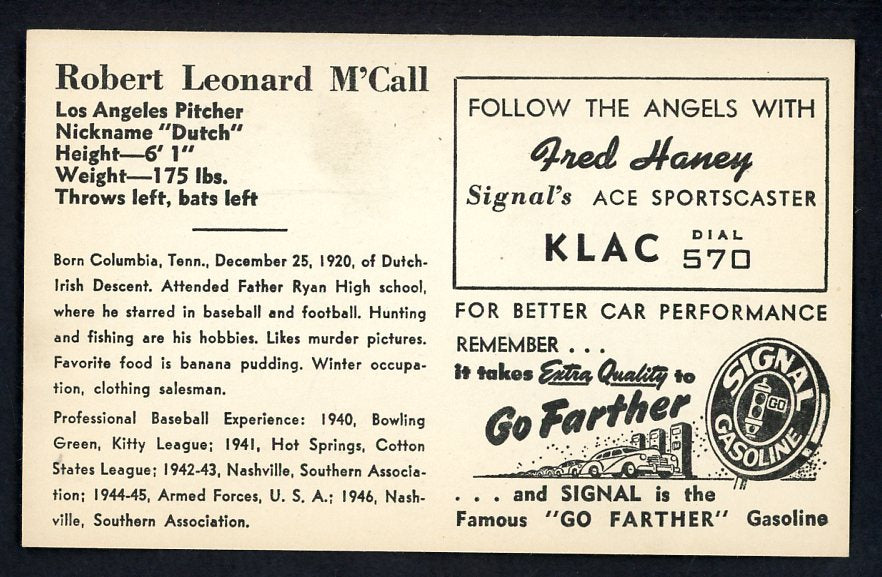 Robert Leonard M'Call
Los Angeles Pitcher
Nickname "Dutch"
Height—6' 1"
Weight—175 lbs.
Throws left, bats left
Born Columbia, Tenn., December 25, 1920, of Dutch-
Irish Descent. Attended Father Ryan High school,
where he starred in baseball and football. Hunting
and fishing are his hobbies. Likes murder pictures.
Favorite food is banana pudding. Winter occupa-
tion, clothing salesman.
Professional Baseball Experience: 1940, Bowling
Green, Kitty League; 1941, Hot Springs, Cotton
States League; 1942-43, Nashville, Southern Associa-
tion; 1944-45, Armed Forces, U. S. A.; 1946, Nash-
ville, Southern Association.
FOLLOW THE ANGELS WITH
Fred Haney
Signal's ACE SPORTSCASTER
KLAC DIAL 570
FOR BETTER CAR PERFORMANCE
REMEMBER . . .
it takes Extra Quality to
Go Farther
SIGNAL
GO
GASOLINE
. . . and SIGNAL is the
Famous "GO FARTHER" Gasoline